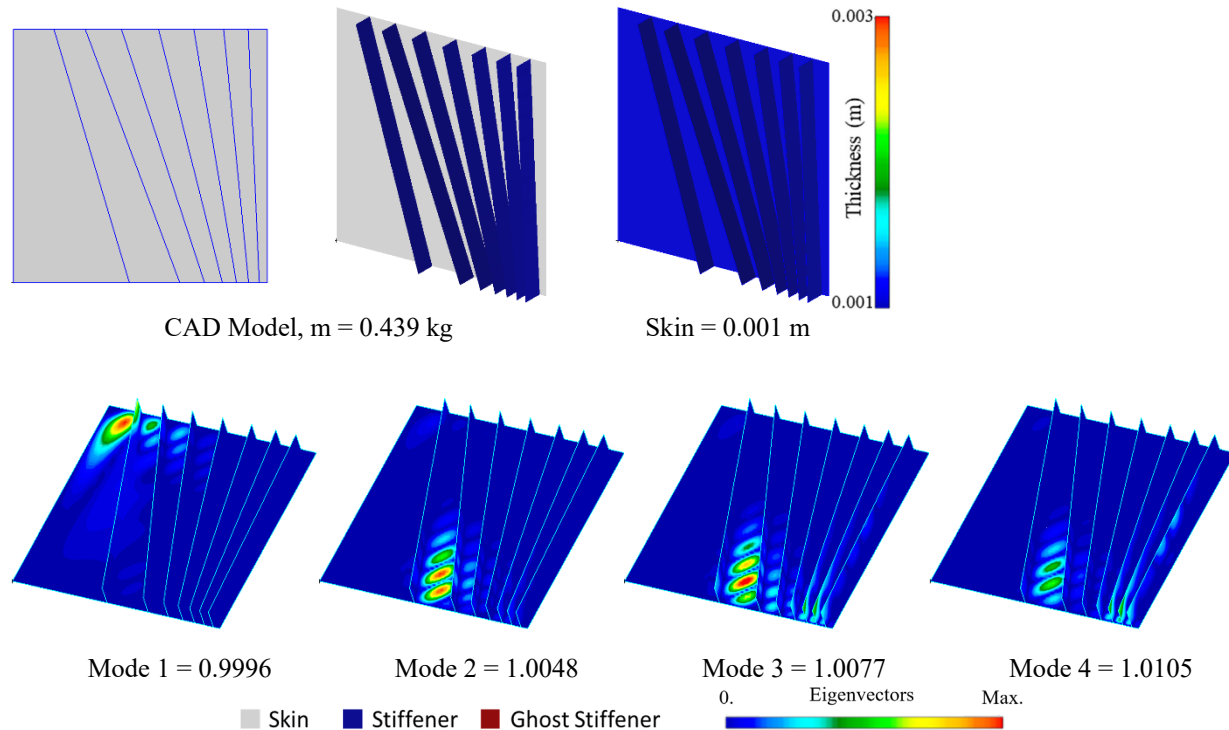 0.003
Thickness (m)
0.001
CAD Model, m = 0.439 kg
Skin = 0.001 m
Mode 1 = 0.9996
Mode 2 = 1.0048
Mode 3 = 1.0077
Mode 4 = 1.0105
Skin
Stiffener
Ghost Stiffener
0.
Eigenvectors
Max.